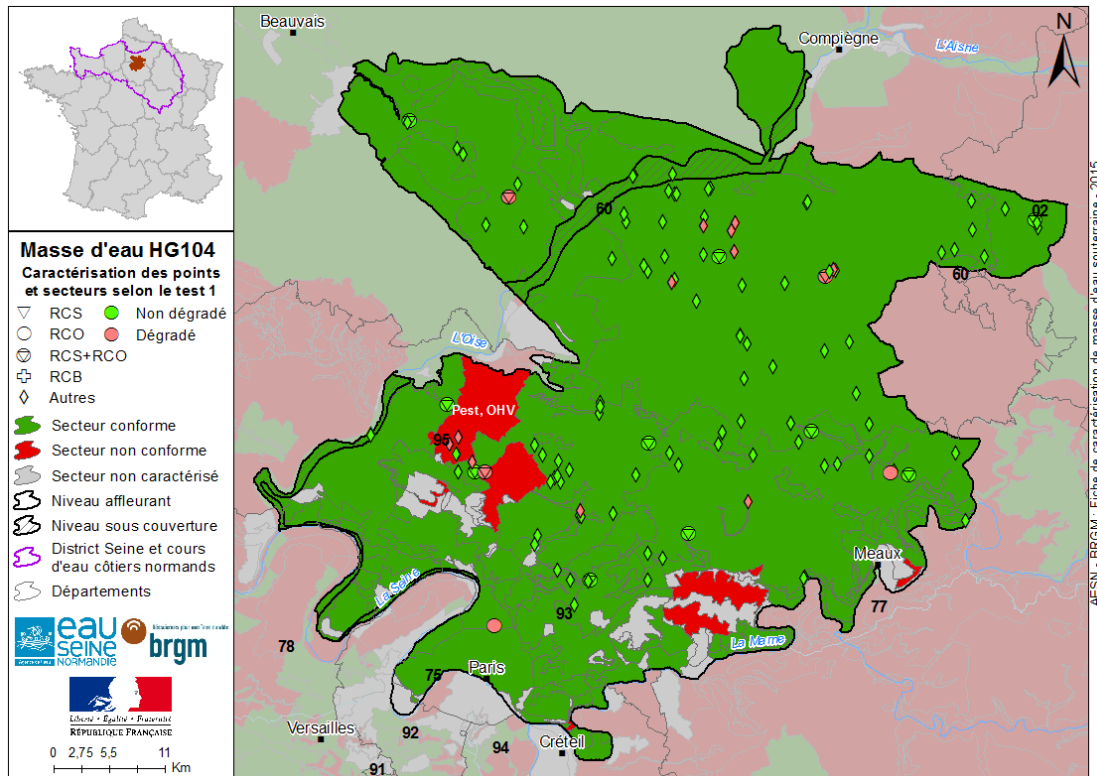 Masse d'eau HG104
Caractérisation des points
et secteurs selon le test 1
RCS
Non dégradé
RCO
Dégradé
RCS+RCO
RCB
Autres
Secteur conforme
Secteur non conforme
Secteur non caractérisé
Niveau affleurant
Niveau sous couverture
District Seine et cours
d'eau côtiers normands
Départements
eau
seine
NORMANDIE
brgm
Liberté • Égalité • Fraternité
RÉPUBLIQUE FRANÇAISE
0 2,75 5,5 11
Km
Beauvais
Compiègne
L'Aisne
N
60
02
60
L'Oise
Pest, OHV
95
Meaux
La Seine
93
77
La Marne
78
75
Paris
Versailles
92
94
Créteil
91
AESN - BRGM : Fiche de caractérisation de masse d'eau souterraine - 2015